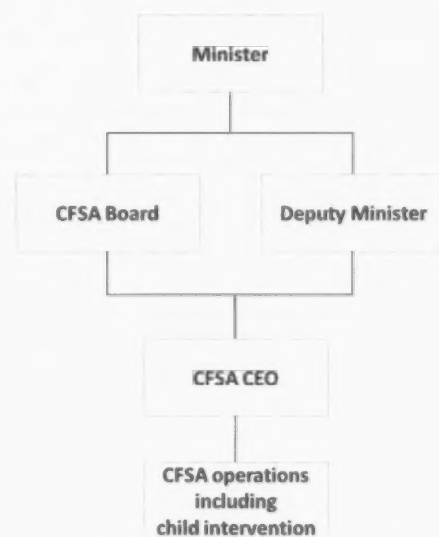 Minister
CFSA Board
Deputy Minister
CFSA CEO
CFSA operations
including
child intervention